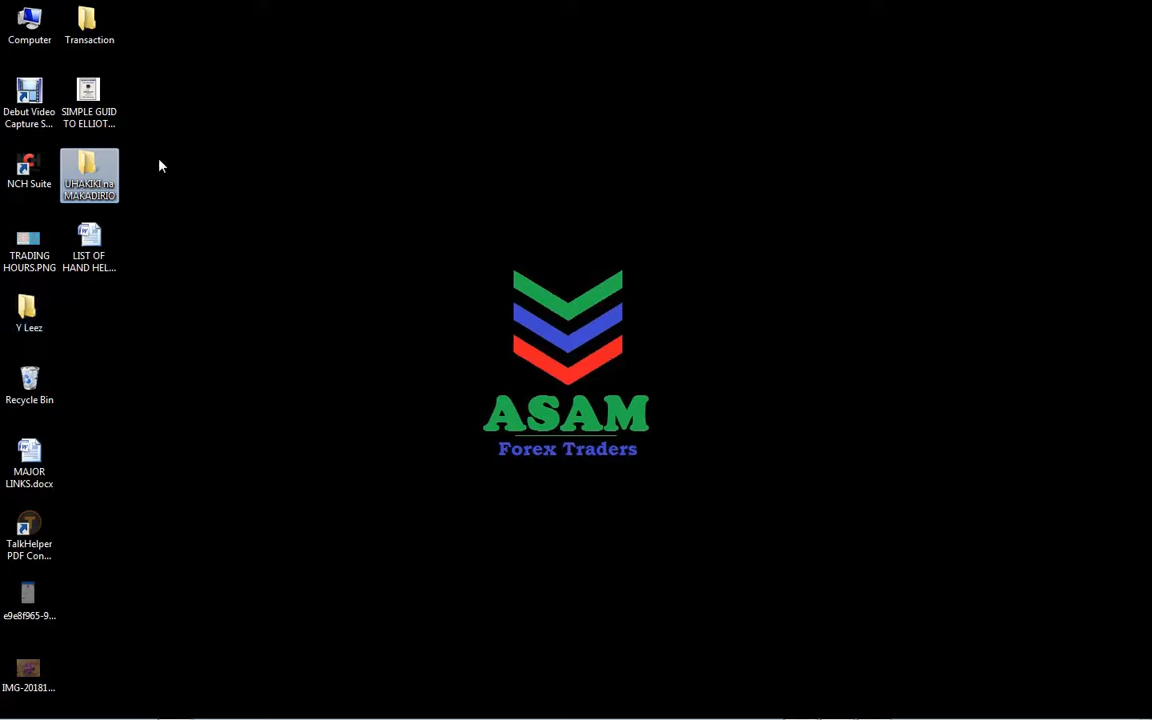 Computer
Transaction
Debut Video
Capture S...
SIMPLE GUID
TO ELLIOT...
NCH Suite
UHAKIKI na
MAKADIRIO
TRADING
HOURS.PNG
LIST OF
HAND HEL...
Y Leez
Recycle Bin
MAJOR
LINKS.docx
TalkHelper
PDF Con...
e9e8f965-9...
IMG-20181...
ASAM
Forex Traders